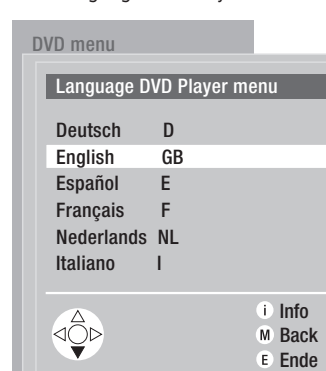 DVD menu
Language DVD Player menu
Deutsch D
English GB
Español E
Français F
Nederlands NL
Italiano I
i Info
M Back
E Ende